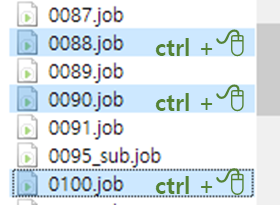 0087.job
0088.job ctrl +
0089.job
0090.job ctrl +
0091.job
0095_sub.job
0100.job ctrl +